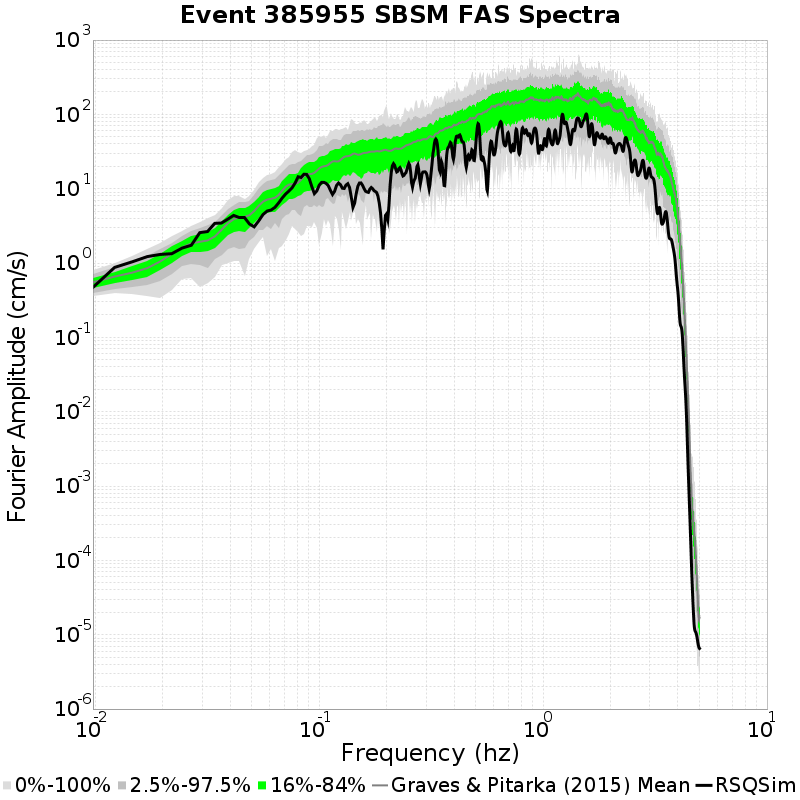 Event 385955 SBSM FAS Spectra
Fourier Amplitude (cm/s)
10^3
10^2
10^1
10^0
10^-1
10^-2
10^-3
10^-4
10^-5
10^-6
10^-2 10^-1 10^0 10^1
Frequency (hz)
0%-100% 2.5%-97.5% 16%-84% Graves & Pitarka (2015) Mean RSQSim